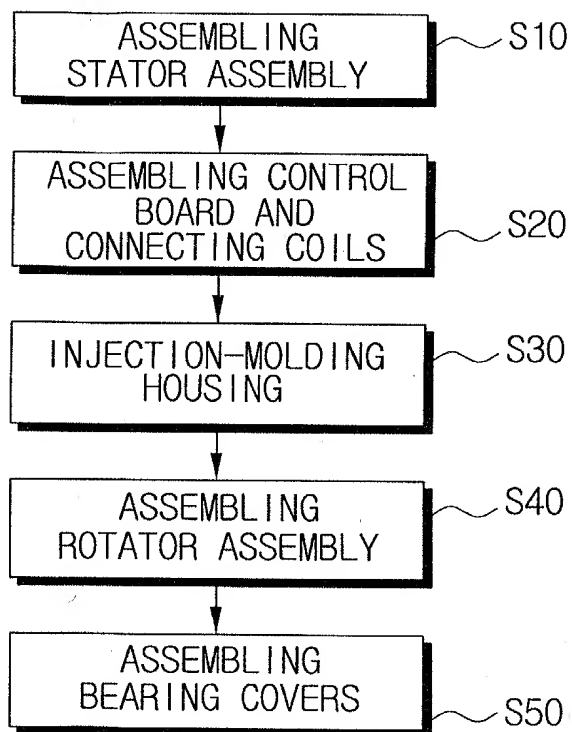 ASSEMBLING
STATOR ASSEMBLY
S10
ASSEMBLING CONTROL
BOARD AND
CONNECTING COILS
S20
INJECTION-MOLDING
HOUSING
S30
ASSEMBLING
ROTATOR ASSEMBLY
S40
ASSEMBLING
BEARING COVERS
S50